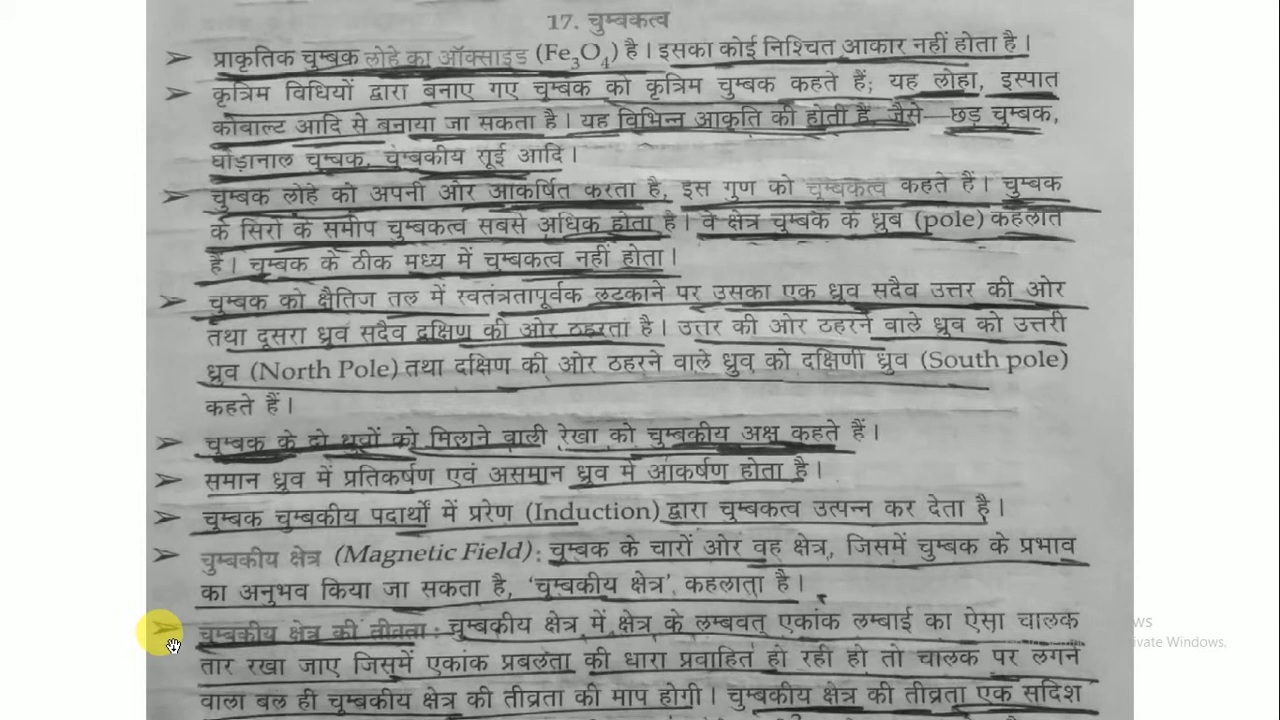 17. चुम्बकत्व
➢ प्राकृतिक चुम्बक लोहे का ऑक्साइड (Fe₃O₄) है। इसका कोई निश्चित आकार नहीं होता है।
➢ कृत्रिम विधियों द्वारा बनाए गए चुम्बक को कृत्रिम चुम्बक कहते हैं; यह लोहा, इस्पात
कोबाल्ट आदि से बनाया जा सकता है। यह विभिन्न आकृति की होती हैं, जैसे—छड़ चुम्बक,
घोड़ानाल चुम्बक, चुम्बकीय सूई आदि।
➢ चुम्बक लोहे को अपनी ओर आकर्षित करता है, इस गुण को चुम्बकत्व कहते हैं। चुम्बक
के सिरों के समीप चुम्बकत्व सबसे अधिक होता है। वे क्षेत्र चुम्बक के ध्रुब (pole) कहलाते
हैं। चुम्बक के ठीक मध्य में चुम्बकत्व नहीं होता।
➢ चुम्बक को क्षैतिज तल में स्वतंत्रतापूर्वक लटकाने पर उसका एक ध्रुव सदैव उत्तर की ओर
तथा दूसरा ध्रुव सदैव दक्षिण की ओर ठहरता है। उत्तर की ओर ठहरने वाले ध्रुव को उत्तरी
ध्रुव (North Pole) तथा दक्षिण की ओर ठहरने वाले ध्रुव को दक्षिणी ध्रुव (South pole)
कहते हैं।
➢ चुम्बक के दो ध्रुवों को मिलाने वाली रेखा को चुम्बकीय अक्ष कहते हैं।
➢ समान ध्रुव में प्रतिकर्षण एवं असमान ध्रुव में आकर्षण होता है।
➢ चुम्बक चुम्बकीय पदार्थों में प्ररेण (Induction) द्वारा चुम्बकत्व उत्पन्न कर देता है।
➢ चुम्बकीय क्षेत्र (Magnetic Field): चुम्बक के चारों ओर वह क्षेत्र, जिसमें चुम्बक के प्रभाव
का अनुभव किया जा सकता है, 'चुम्बकीय क्षेत्र' कहलाता है।
➢ चुम्बकीय क्षेत्र की तीव्रता : चुम्बकीय क्षेत्र में क्षेत्र के लम्बवत् एकांक लम्बाई का ऐसा चालक
तार रखा जाए जिसमें एकांक प्रबलता की धारा प्रवाहित हो रही हो तो चालक पर लगने
वाला बल ही चुम्बकीय क्षेत्र की तीव्रता की माप होगी। चुम्बकीय क्षेत्र की तीव्रता एक सदिश